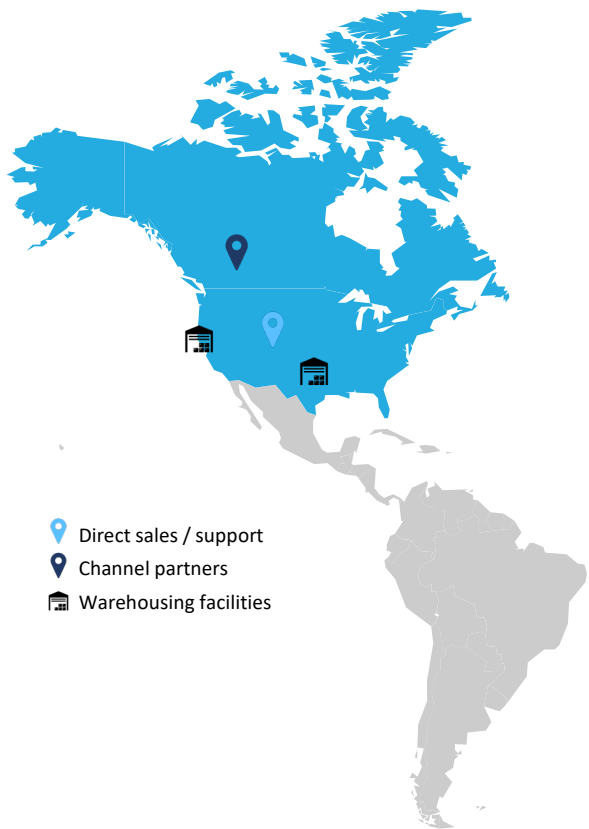 Direct sales / support
Channel partners
Warehousing facilities